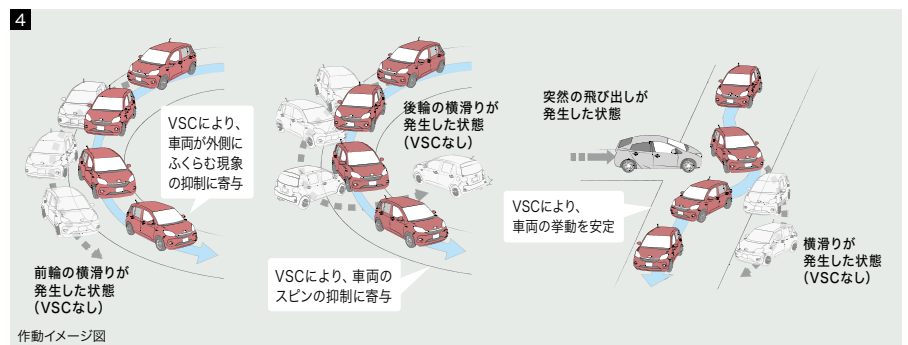 4
VSCにより、
車両が外側に
ふくらむ現象
の抑制に寄与
前輪の横滑りが
発生した状態
（VSCなし）
後輪の横滑りが
発生した状態
（VSCなし）
VSCにより、車両の
スピンの抑制に寄与
突然の飛び出しが
発生した状態
VSCにより、
車両の挙動を安定
横滑りが
発生した状態
（VSCなし）
作動イメージ図